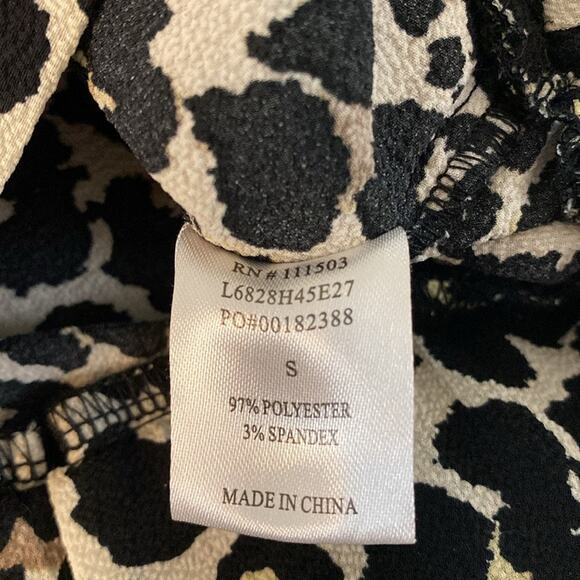 RN # 111503
L6828H45E27
PO#00182388
S
97% POLYESTER
3% SPANDEX
MADE IN CHINA